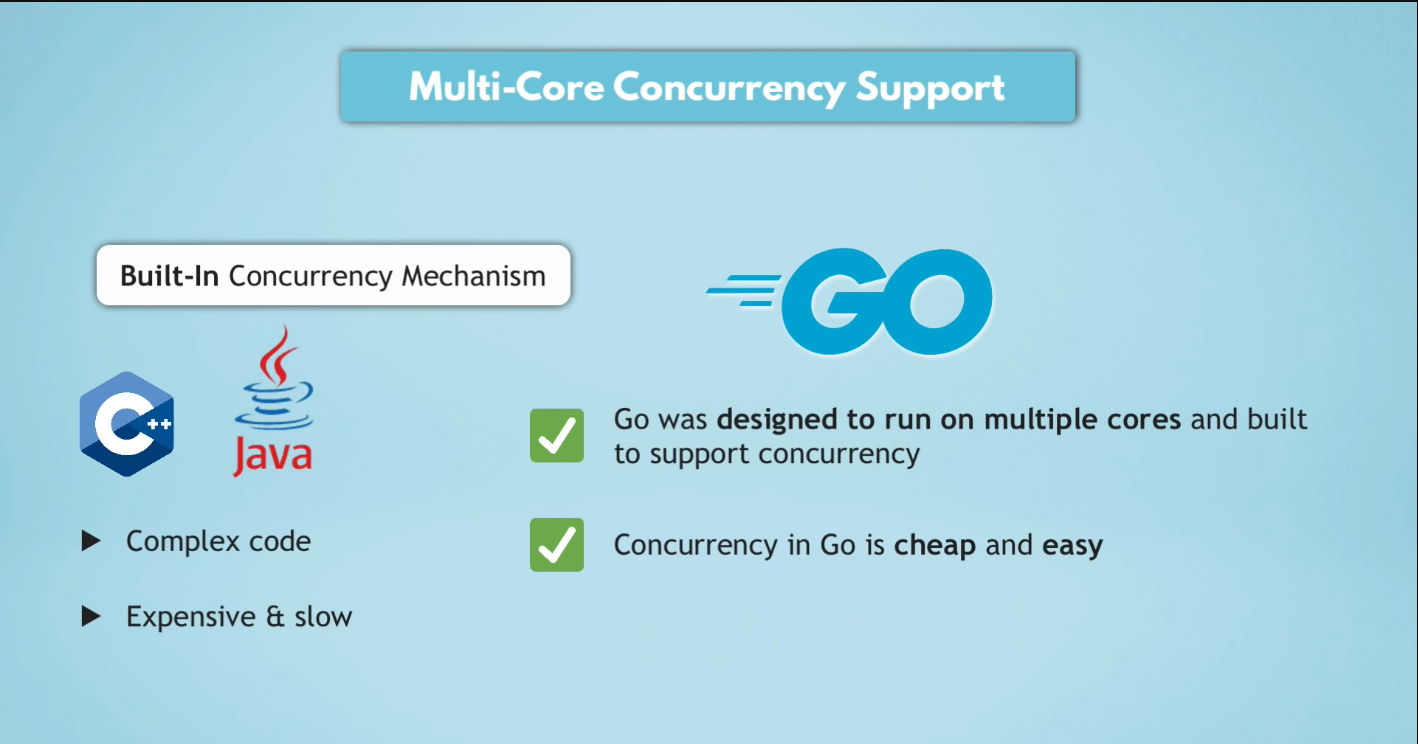 Multi-Core Concurrency Support
Built-In Concurrency Mechanism
GO
C++
Java
Complex code
Expensive & slow
Go was designed to run on multiple cores and built
to support concurrency
Concurrency in Go is cheap and easy